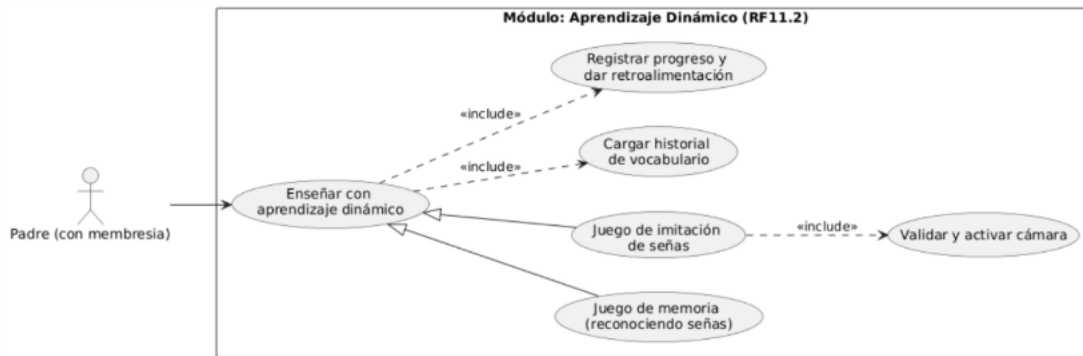 Módulo: Aprendizaje Dinámico (RF11.2)
Registrar progreso y
dar retroalimentación
«include»
Cargar historial
de vocabulario
«include»
Enseñar con
aprendizaje dinámico
Padre (con membresia)
Juego de imitación
de señas
«include»
Validar y activar cámara
Juego de memoria
(reconociendo señas)